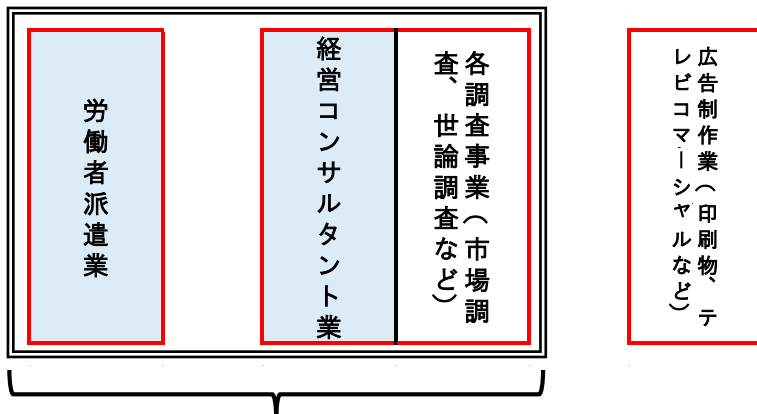 労働者派遣業
経営コンサルタント業
各調査事業（市場調
査、世論調査など）
広告制作業（印刷物、テ
レビコマーシャルなど）